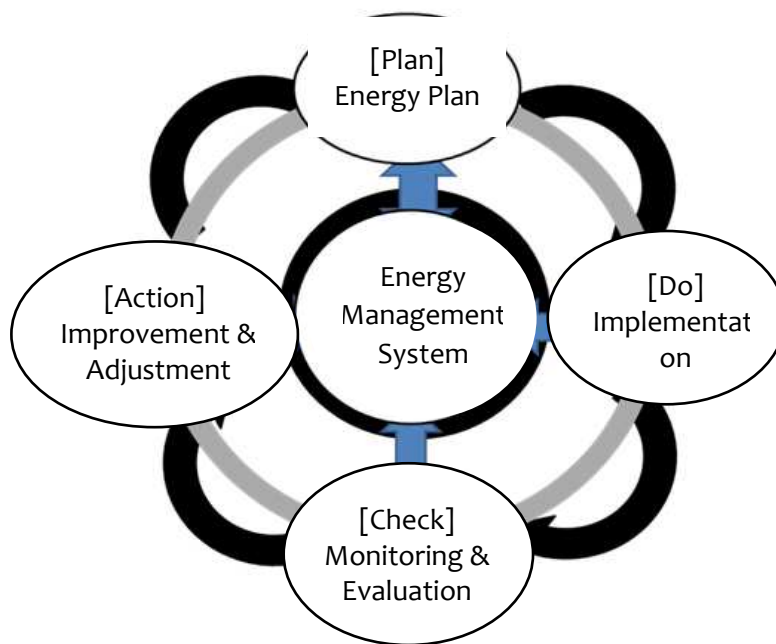 [Plan]
Energy Plan
Energy
Management
System
[Do]
Implementat
on
[Action]
Improvement &
Adjustment
[Check]
Monitoring &
Evaluation